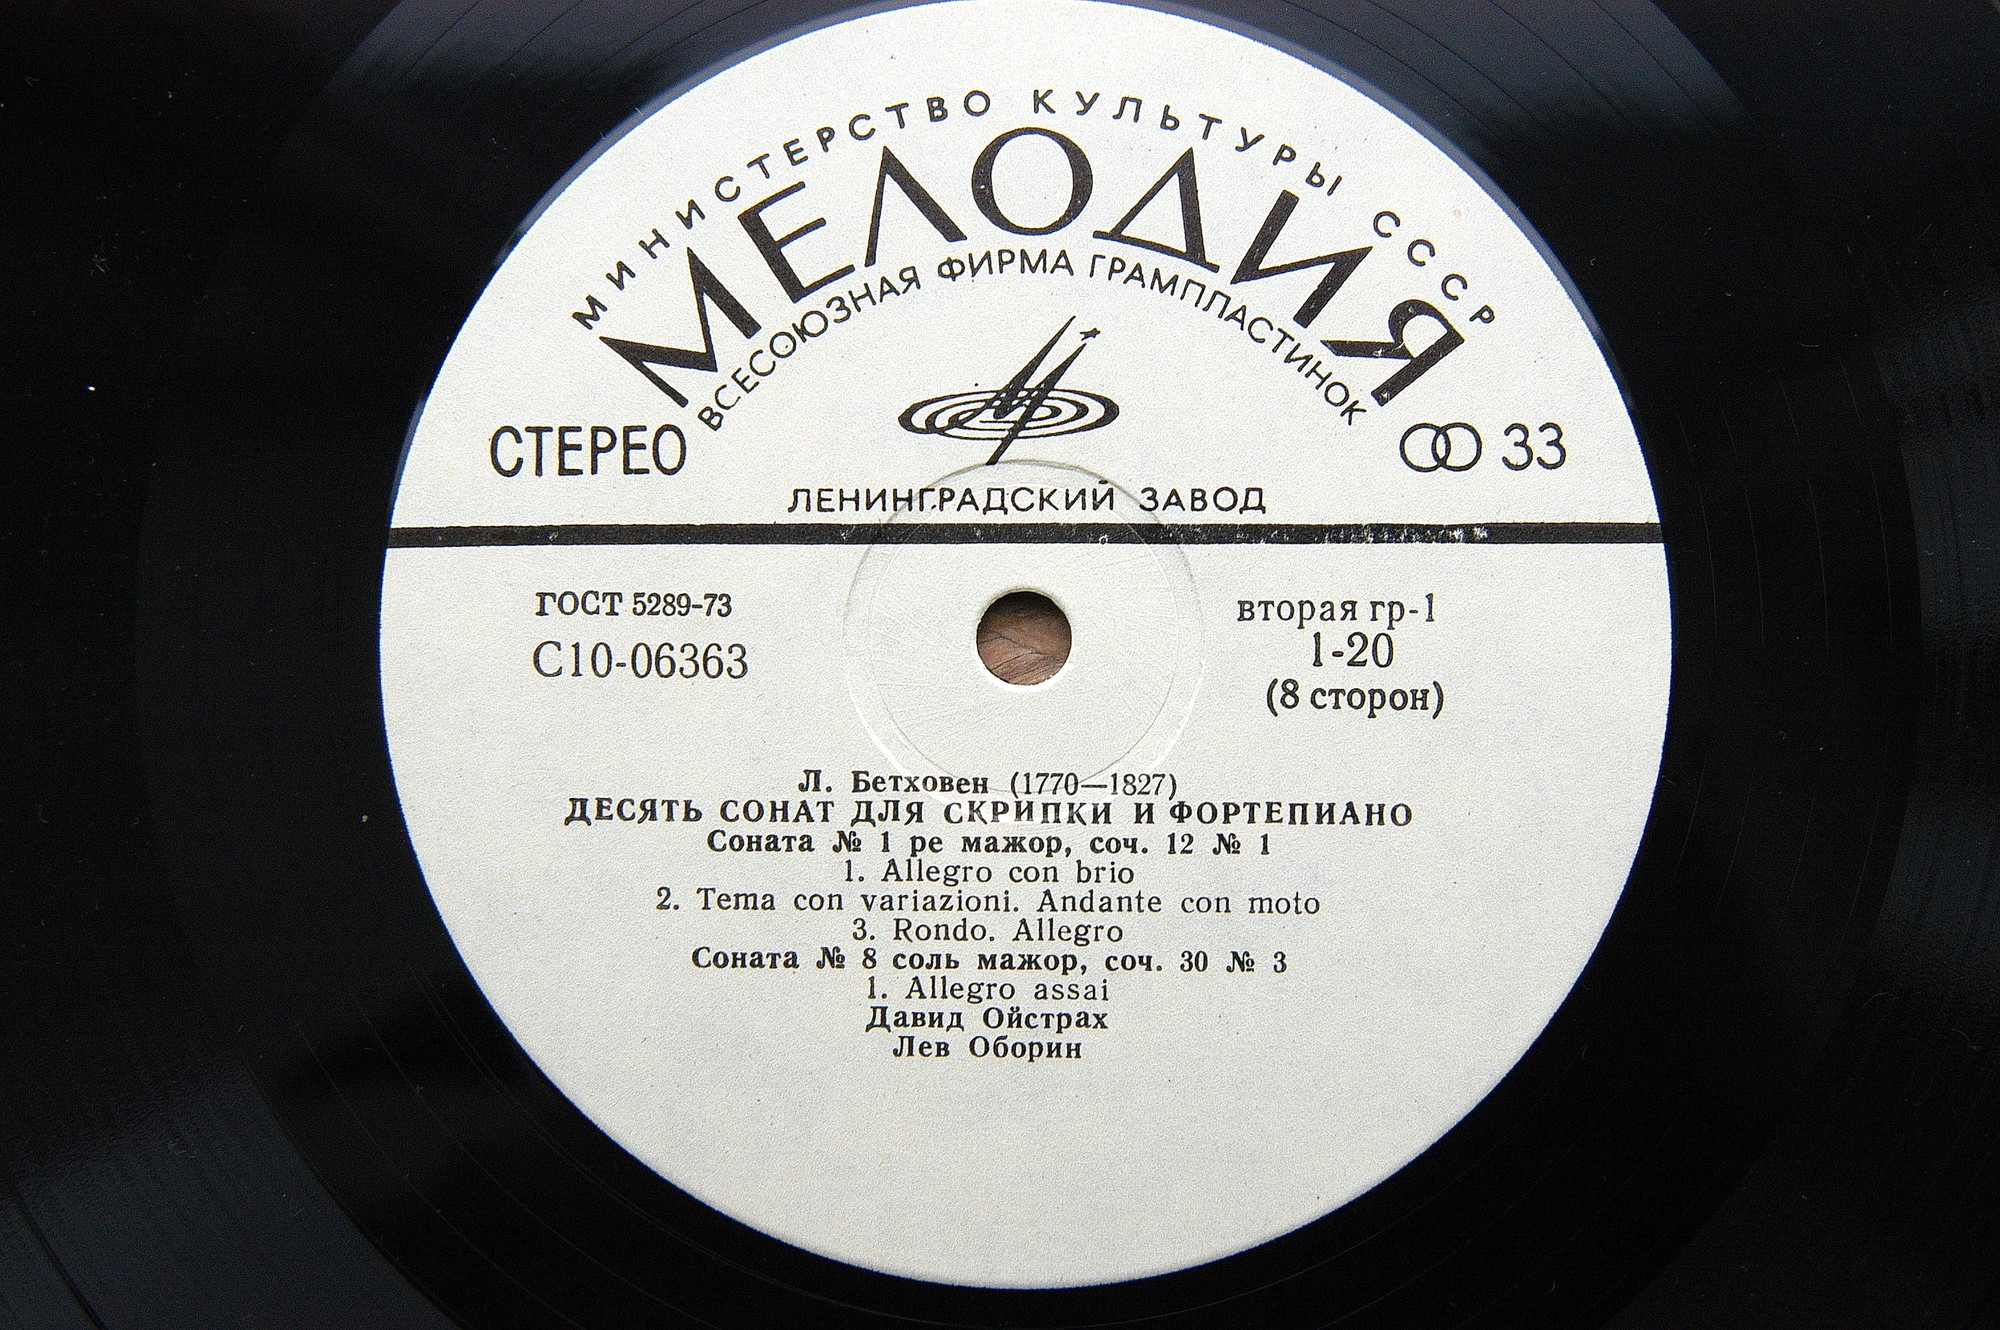 МИНИСТЕРСТВО КУЛЬТУРЫ СССР
МЕЛОДИЯ
ВСЕСОЮЗНАЯ ФИРМА ГРАМПЛАСТИНОК
СТЕРЕО
33
ЛЕНИНГРАДСКИЙ ЗАВОД
ГОСТ 5289-73
С10-06363
вторая гр-1
1-20
(8 сторон)
Л. Бетховен (1770—1827)
ДЕСЯТЬ СОНАТ ДЛЯ СКРИПКИ И ФОРТЕПИАНО
Соната № 1 ре мажор, соч. 12 № 1
1. Allegro con brio
2. Tema con variazioni. Andante con moto
3. Rondo. Allegro
Соната № 8 соль мажор, соч. 30 № 3
1. Allegro assai
Давид Ойстрах
Лев Оборин